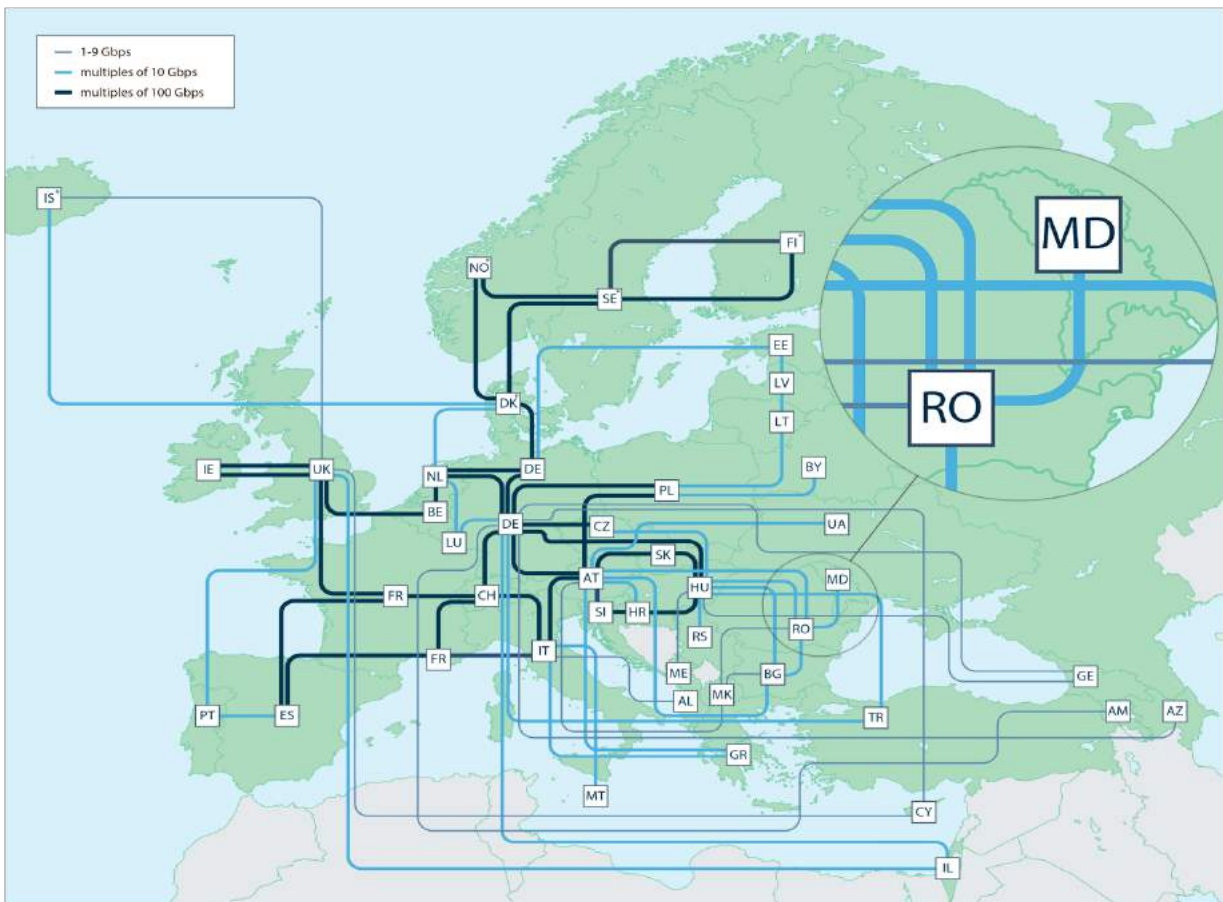 1-9 Gbps
multiples of 10 Gbps
multiples of 100 Gbps
IS*
NO*
FI*
SE*
MD
RO
EE
LV
DK*
LT
IE
UK
NL
DE
BY
PL
BE
DE
CZ
UA
LU
SK
AT
HU
MD
FR
CH
SI
HR
RO
RS
FR
IT
ME
BG
GE
MK
AL
PT
ES
TR
AM
AZ
GR
MT
CY
IL